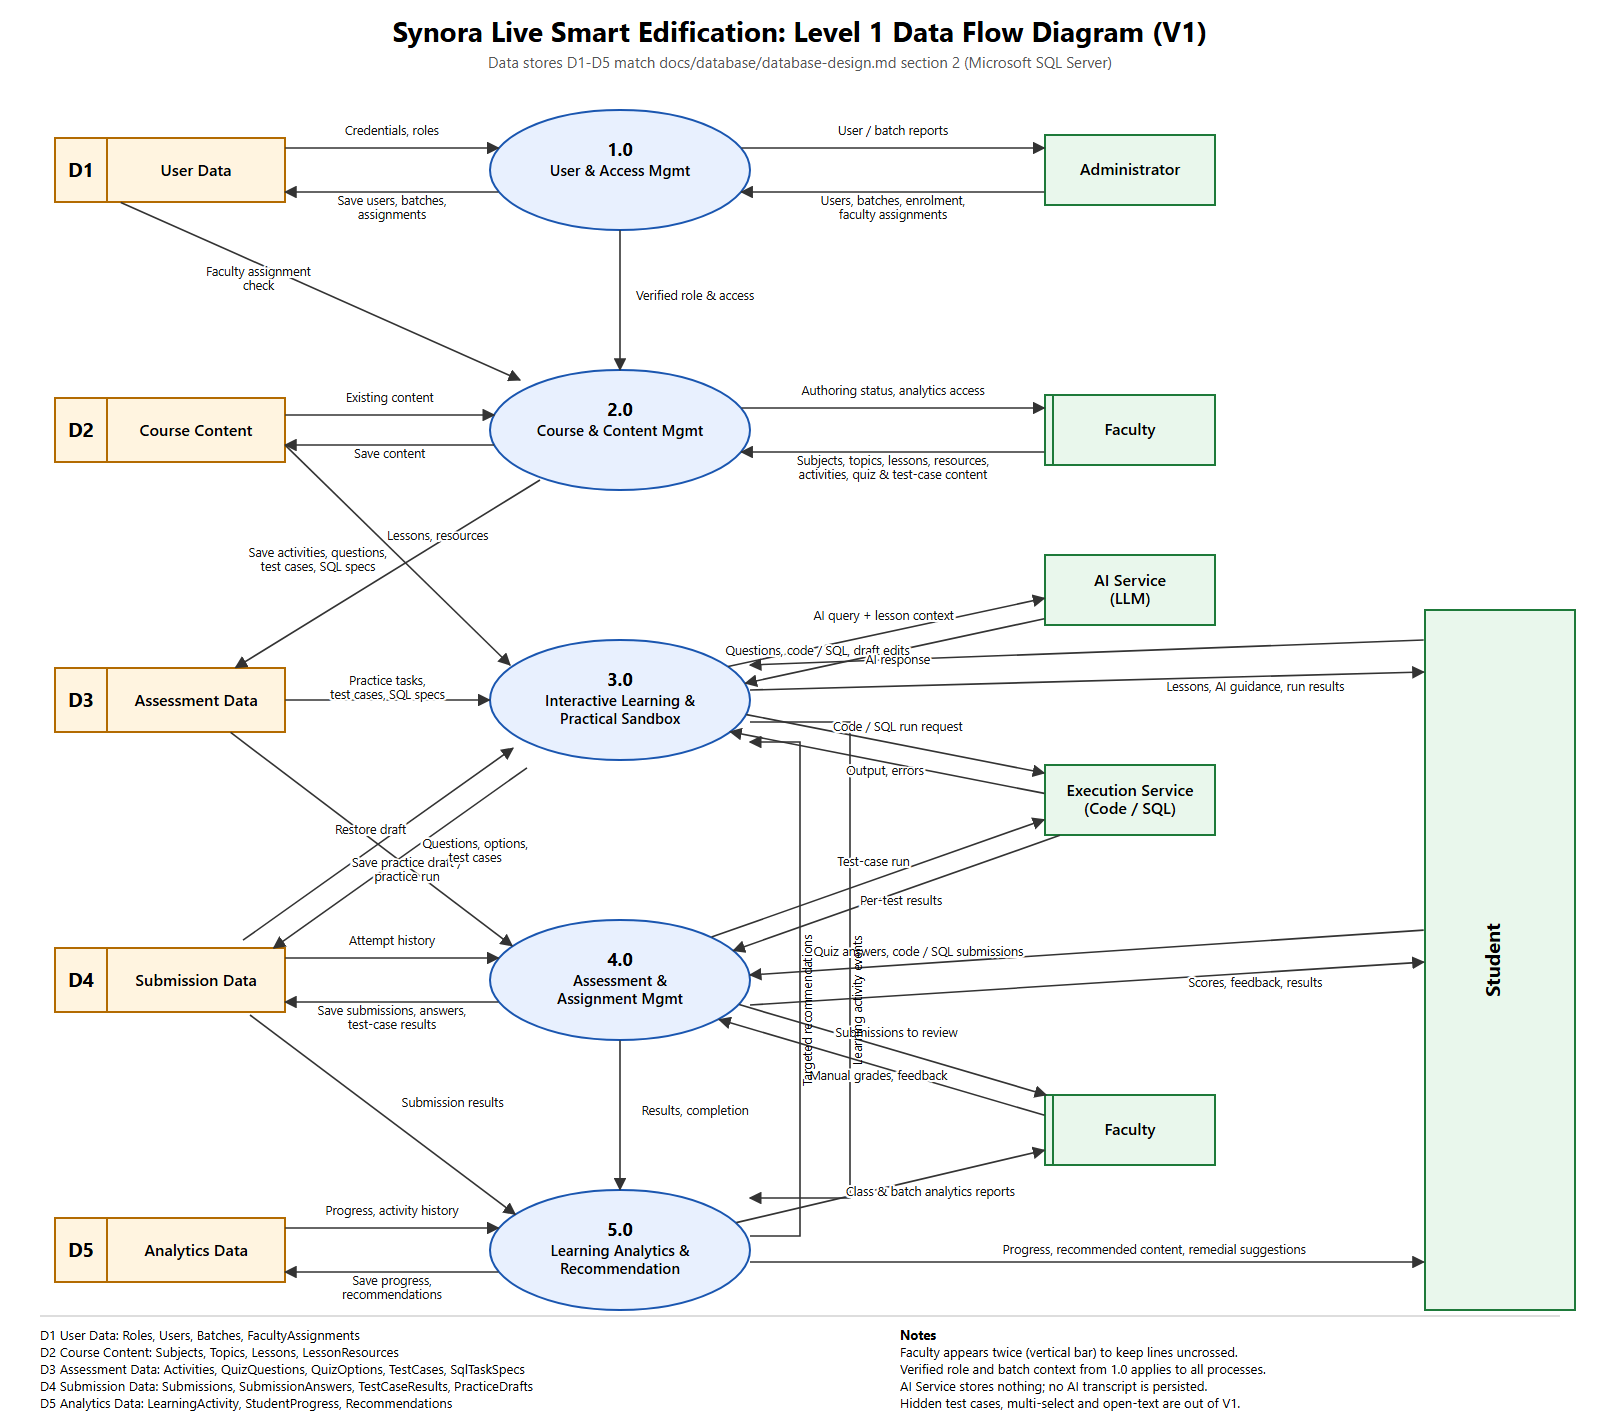 Synora Live Smart Edification: Level 1 Data Flow Diagram (V1)
Data stores D1-D5 match docs/database/database-design.md section 2 (Microsoft SQL Server)
D1
User Data
Credentials, roles
Save users, batches,
assignments
1.0
User & Access Mgmt
User / batch reports
Users, batches, enrolment,
faculty assignments
Administrator
Faculty assignment
check
Verified role & access
D2
Course Content
Existing content
Save content
2.0
Course & Content Mgmt
Authoring status, analytics access
Subjects, topics, lessons, resources,
activities, quiz & test-case content
Faculty
Lessons, resources
Save activities, questions,
test cases, SQL specs
AI Service
(LLM)
AI query + lesson context
Questions, code / SQL, draft edits
AI response
Lessons, AI guidance, run results
D3
Assessment Data
Practice tasks,
test cases, SQL specs
3.0
Interactive Learning &
Practical Sandbox
Code / SQL run request
Output, errors
Execution Service
(Code / SQL)
Restore draft
Questions, options,
test cases
Save practice draft /
practice run
Test-case run
Per-test results
Student
D4
Submission Data
Attempt history
Save submissions, answers,
test-case results
4.0
Assessment &
Assignment Mgmt
Quiz answers, code / SQL submissions
Scores, feedback, results
Targeted recommendations
Learning activity events
Submissions to review
Manual grades, feedback
Submission results
Results, completion
Faculty
Class & batch analytics reports
D5
Analytics Data
Progress, activity history
Save progress,
recommendations
5.0
Learning Analytics &
Recommendation
Progress, recommended content, remedial suggestions
D1 User Data: Roles, Users, Batches, FacultyAssignments
D2 Course Content: Subjects, Topics, Lessons, LessonResources
D3 Assessment Data: Activities, QuizQuestions, QuizOptions, TestCases, SqlTaskSpecs
D4 Submission Data: Submissions, SubmissionAnswers, TestCaseResults, PracticeDrafts
D5 Analytics Data: LearningActivity, StudentProgress, Recommendations
Notes
Faculty appears twice (vertical bar) to keep lines uncrossed.
Verified role and batch context from 1.0 applies to all processes.
AI Service stores nothing; no AI transcript is persisted.
Hidden test cases, multi-select and open-text are out of V1.